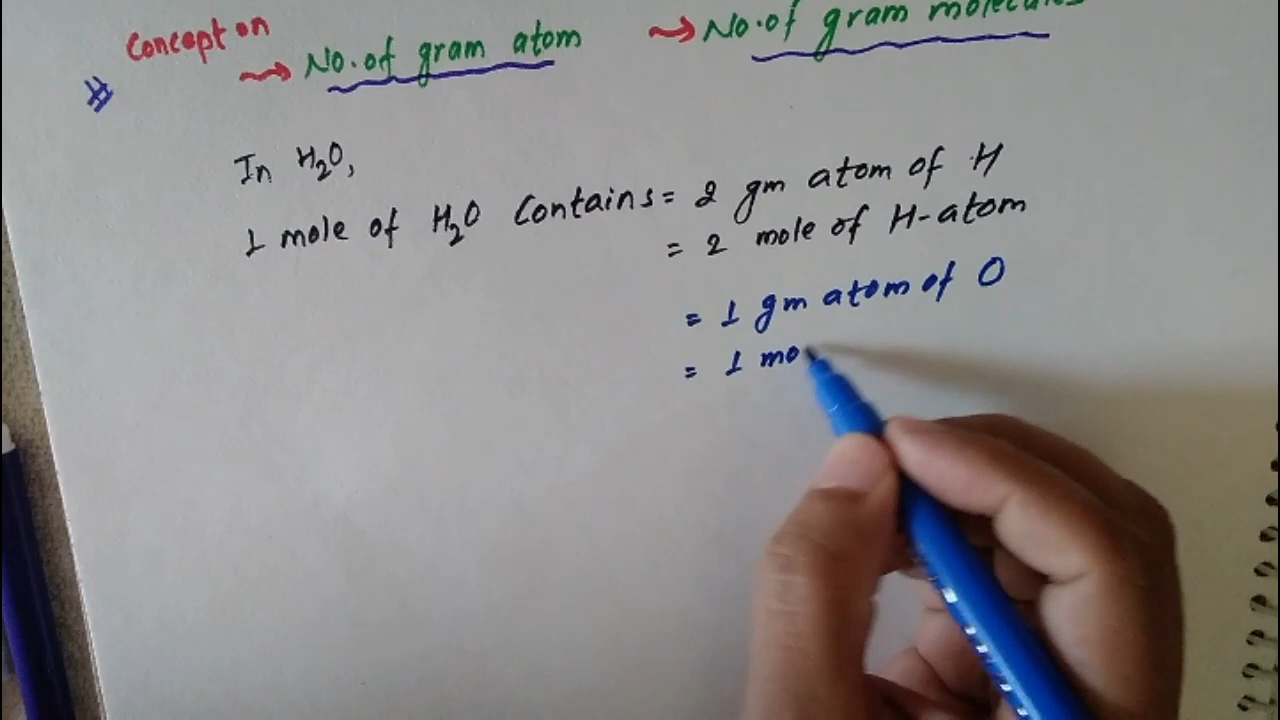 Concept on
→ No. of gram atom → No. of gram molecules
#
In H₂O,
1 mole of H₂O Contains = 2 gm atom of H
= 2 mole of H-atom
= 1 gm atom of O
= 1 mo